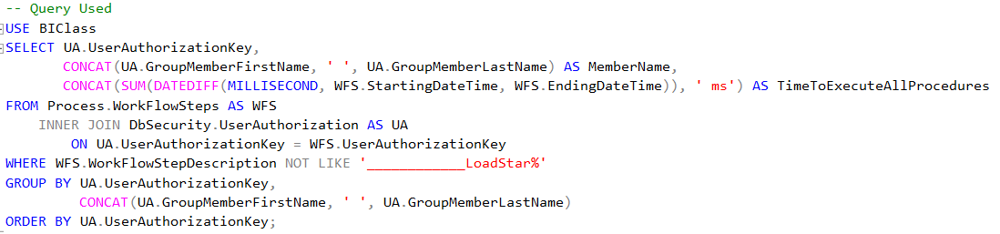 -- Query Used
USE BIClass
SELECT UA.UserAuthorizationKey,
CONCAT(UA.GroupMemberFirstName, ' ', UA.GroupMemberLastName) AS MemberName,
CONCAT(SUM(DATEDIFF(MILLISECOND, WFS.StartingDateTime, WFS.EndingDateTime)), ' ms') AS TimeToExecuteAllProcedures
FROM Process.WorkFlowSteps AS WFS
INNER JOIN DbSecurity.UserAuthorization AS UA
ON UA.UserAuthorizationKey = WFS.UserAuthorizationKey
WHERE WFS.WorkFlowStepDescription NOT LIKE '____________LoadStar%'
GROUP BY UA.UserAuthorizationKey,
CONCAT(UA.GroupMemberFirstName, ' ', UA.GroupMemberLastName)
ORDER BY UA.UserAuthorizationKey;